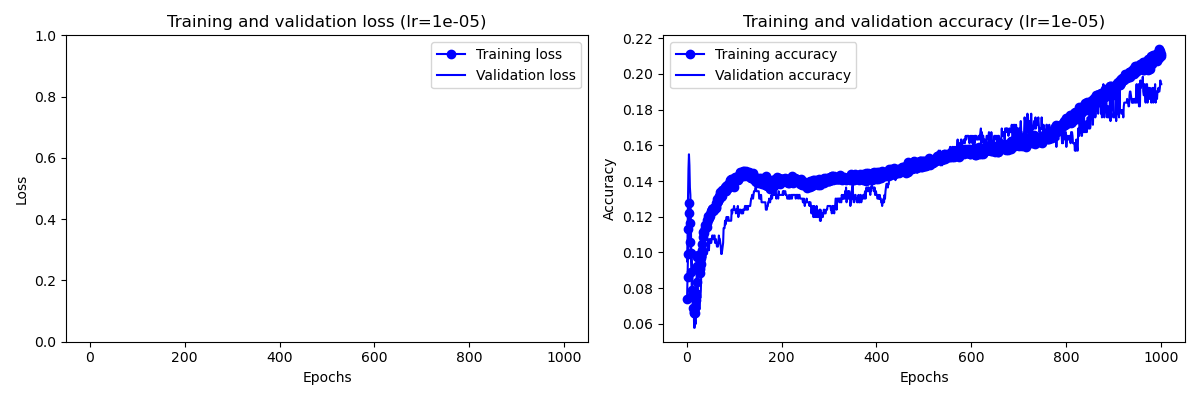 Training and validation loss (lr=1e-05)
1.0
0.8
0.6
0.4
0.2
0.0
Loss
0 200 400 600 800 1000
Epochs
Training loss
Validation loss
Training and validation accuracy (lr=1e-05)
0.22
0.20
0.18
0.16
0.14
0.12
0.10
0.08
0.06
Accuracy
0 200 400 600 800 1000
Epochs
Training accuracy
Validation accuracy